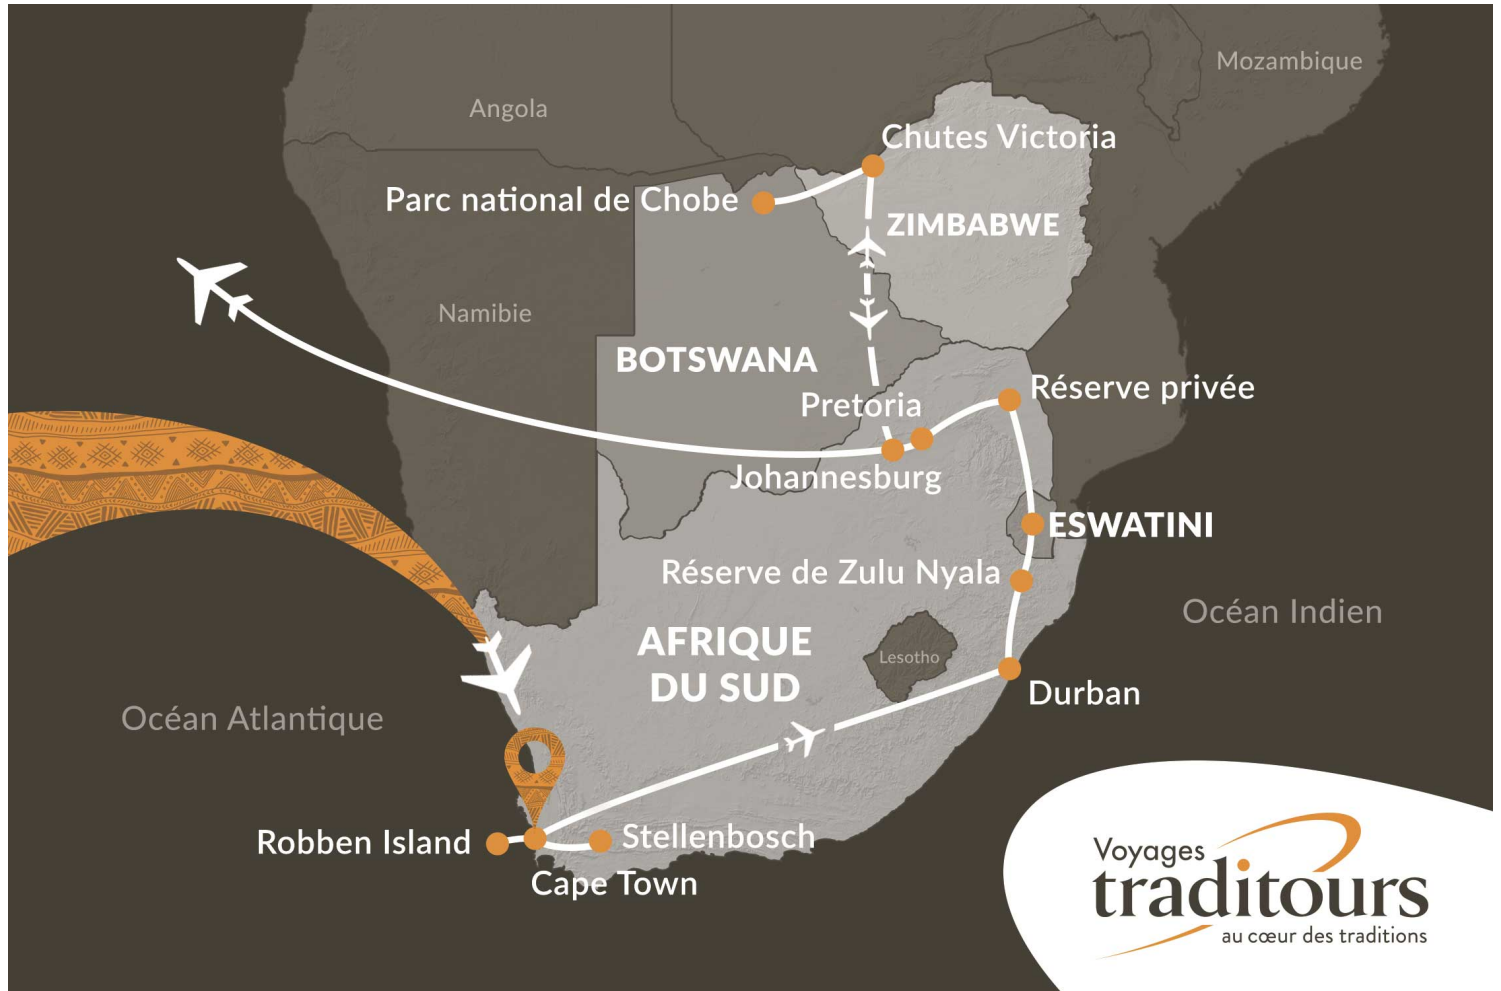 Mozambique
Angola
Chutes Victoria
Parc national de Chobe
ZIMBABWE
Namibie
BOTSWANA
Réserve privée
Pretoria
Johannesburg
ESWATINI
Réserve de Zulu Nyala
Océan Indien
AFRIQUE
DU SUD
Lesotho
Durban
Océan Atlantique
Robben Island
Stellenbosch
Cape Town
Voyages
traditours
au cœur des traditions